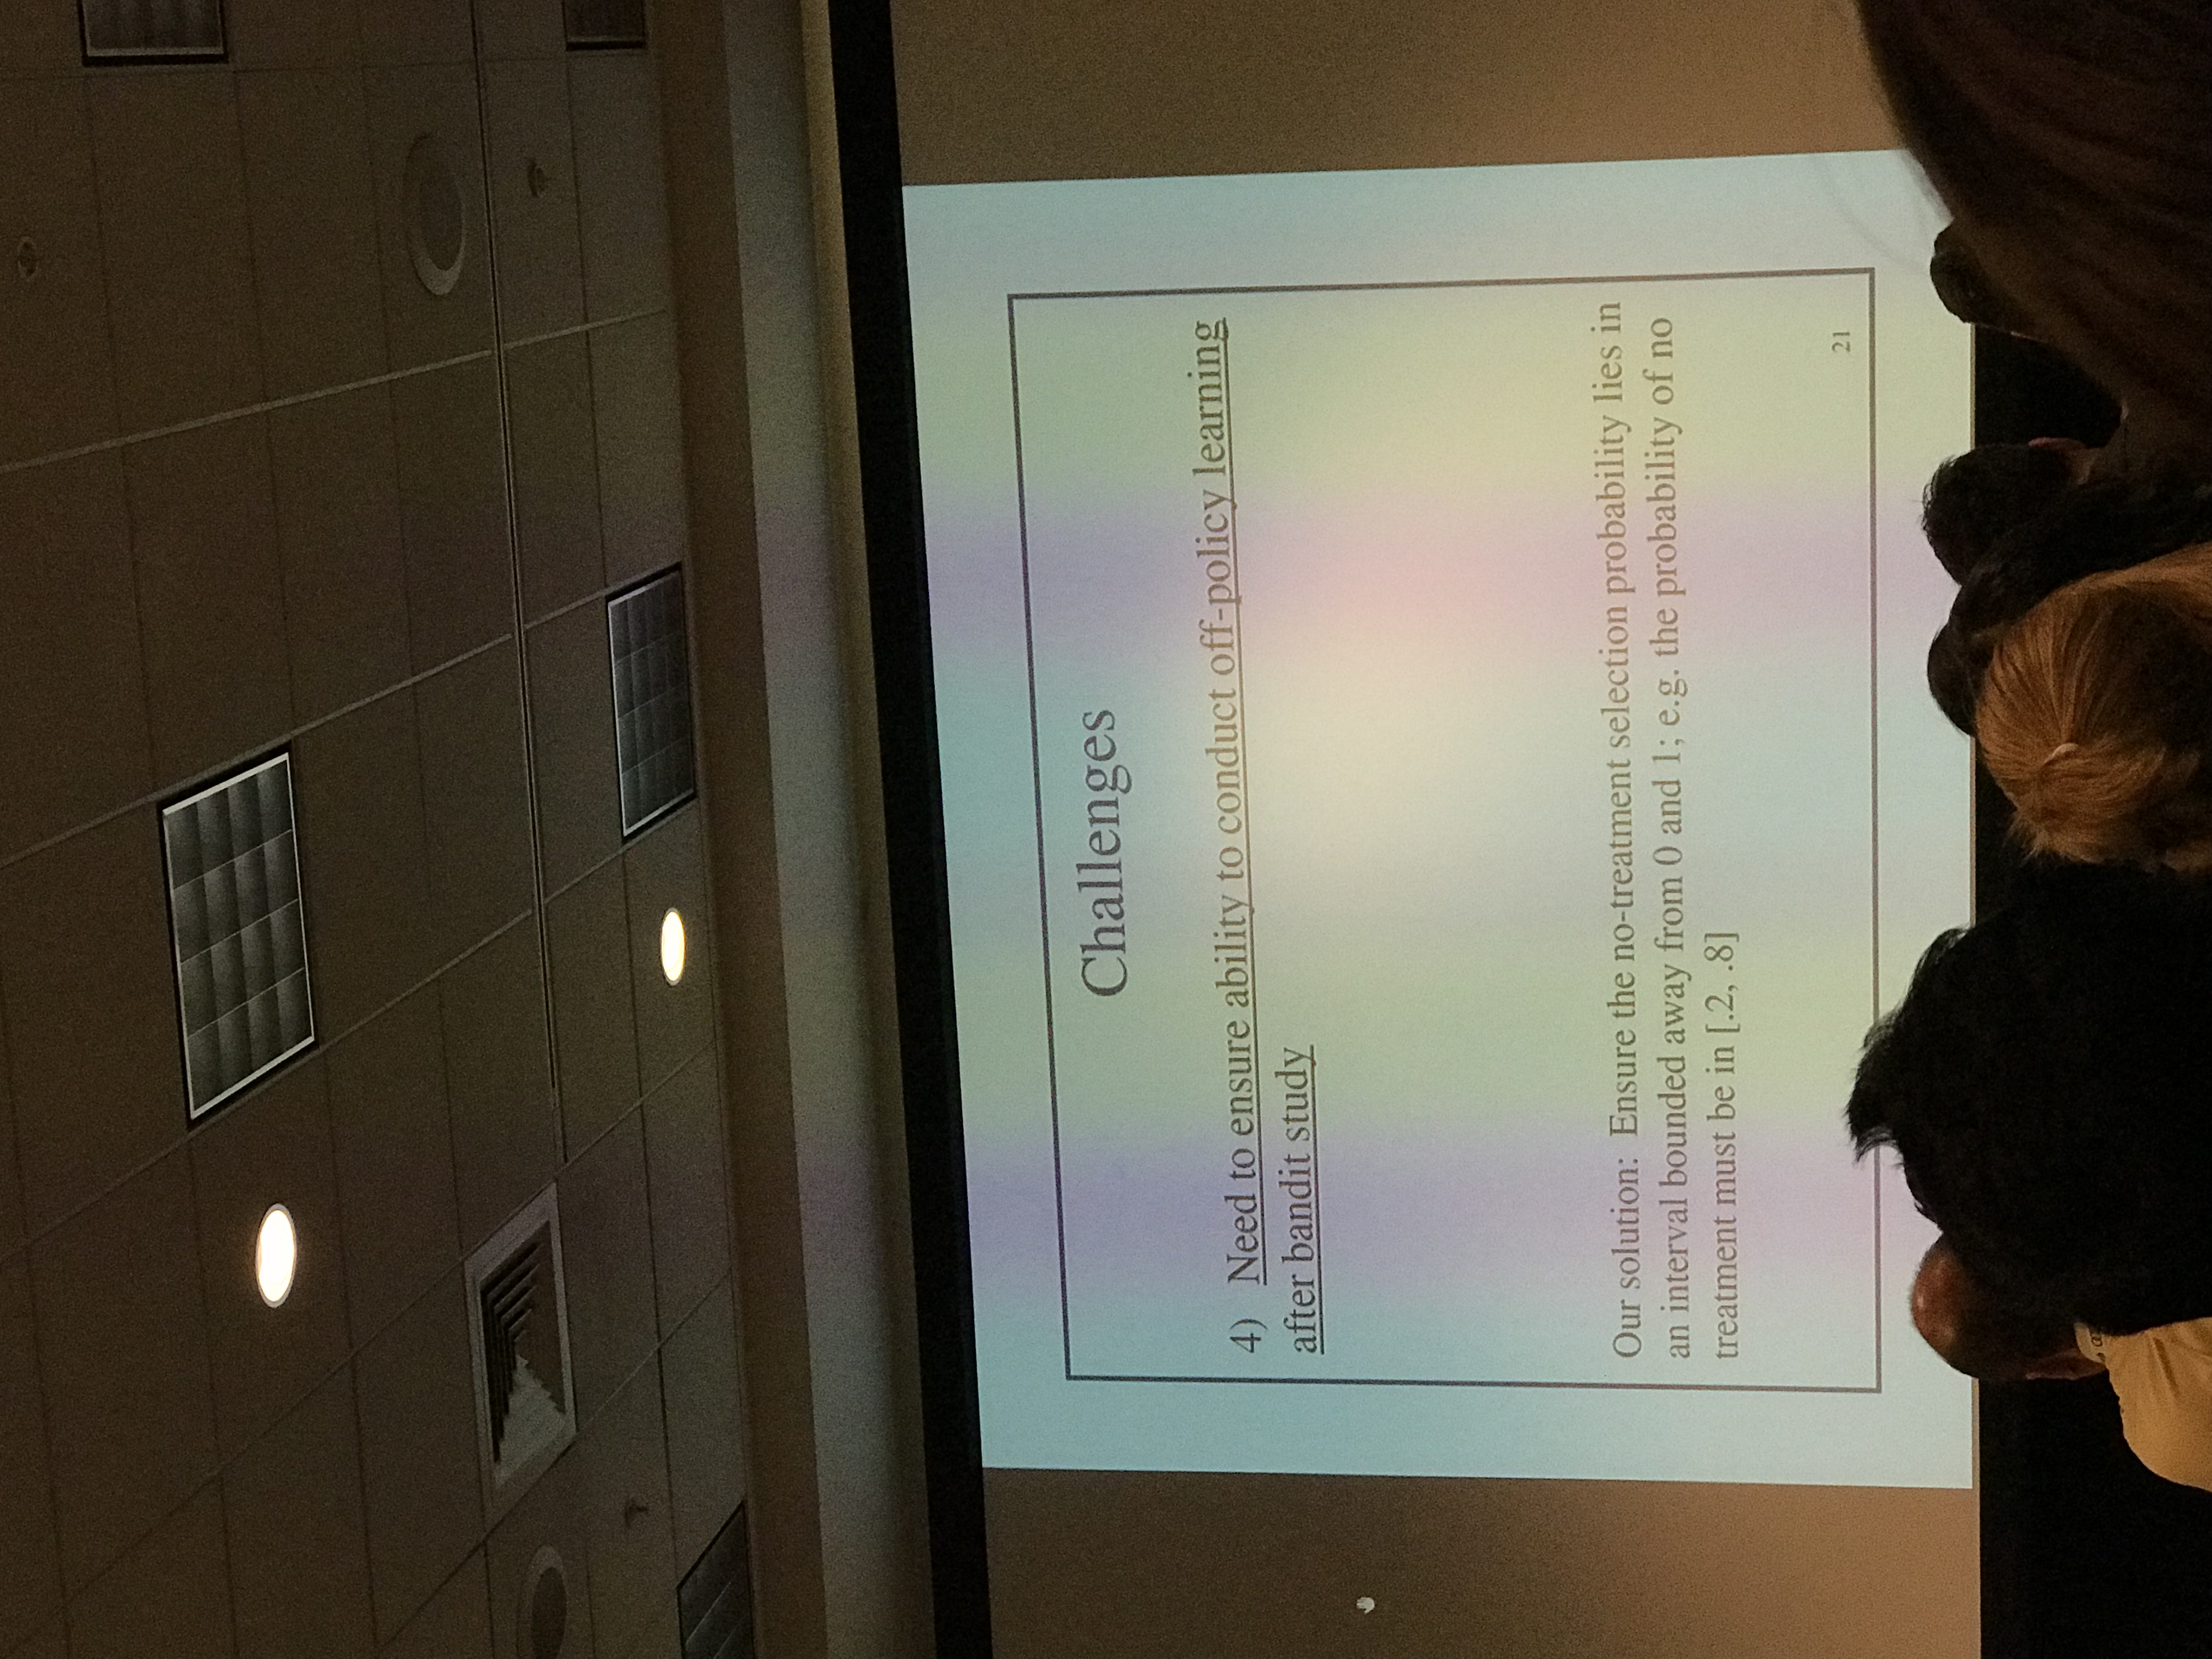 Challenges
4) Need to ensure ability to conduct off-policy learning
after bandit study
Our solution: Ensure the no-treatment selection probability lies in
an interval bounded away from 0 and 1; e.g. the probability of no
treatment must be in [.2, .8]
21